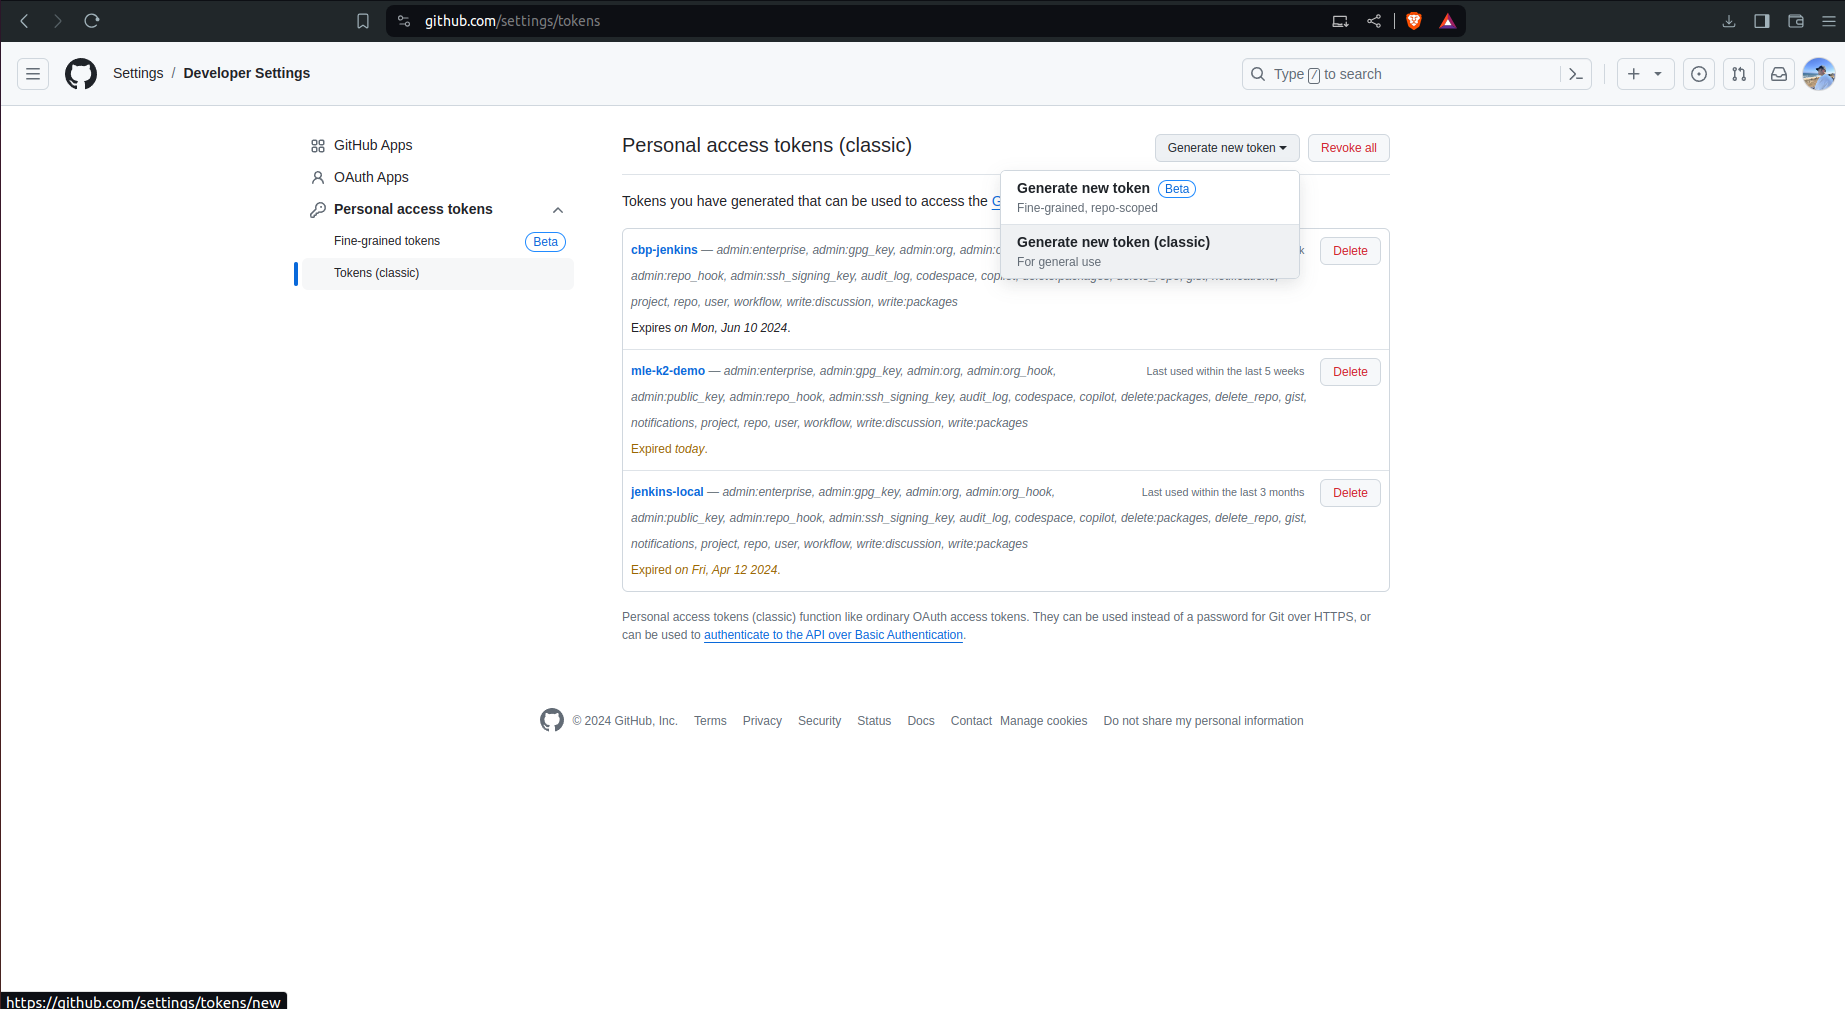 github.com/settings/tokens
Settings / Developer Settings
Type / to search
GitHub Apps
OAuth Apps
Personal access tokens
Fine-grained tokens Beta
Tokens (classic)
Personal access tokens (classic)
Generate new token
Revoke all
Generate new token Beta
Fine-grained, repo-scoped
Generate new token (classic)
For general use
Tokens you have generated that can be used to access the G
cbp-jenkins — admin:enterprise, admin:gpg_key, admin:org,
Delete
admin:repo_hook, admin:ssh_signing_key, audit_log, codespace, copilot, delete:packages, delete_repo, gist, notifications,
project, repo, user, workflow, write:discussion, write:packages
Expires on Mon, Jun 10 2024.
mle-k2-demo — admin:enterprise, admin:gpg_key, admin:org, admin:org_hook,
Last used within the last 5 weeks
Delete
admin:public_key, admin:repo_hook, admin:ssh_signing_key, audit_log, codespace, copilot, delete:packages, delete_repo, gist,
notifications, project, repo, user, workflow, write:discussion, write:packages
Expired today.
jenkins-local — admin:enterprise, admin:gpg_key, admin:org, admin:org_hook,
Last used within the last 3 months
Delete
admin:public_key, admin:repo_hook, admin:ssh_signing_key, audit_log, codespace, copilot, delete:packages, delete_repo, gist,
notifications, project, repo, user, workflow, write:discussion, write:packages
Expired on Fri, Apr 12 2024.
Personal access tokens (classic) function like ordinary OAuth access tokens. They can be used instead of a password for Git over HTTPS, or
can be used to authenticate to the API over Basic Authentication.
© 2024 GitHub, Inc. Terms Privacy Security Status Docs Contact Manage cookies Do not share my personal information
https://github.com/settings/tokens/new